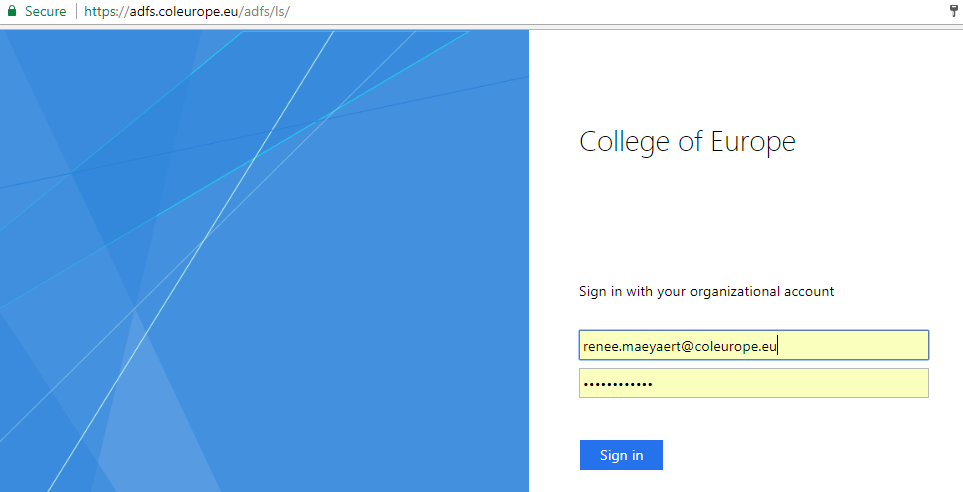 Secure https://adfs.coleurope.eu/adfs/ls/
College of Europe
Sign in with your organizational account
renee.maeyaert@coleurope.eu
••••••••••••
Sign in